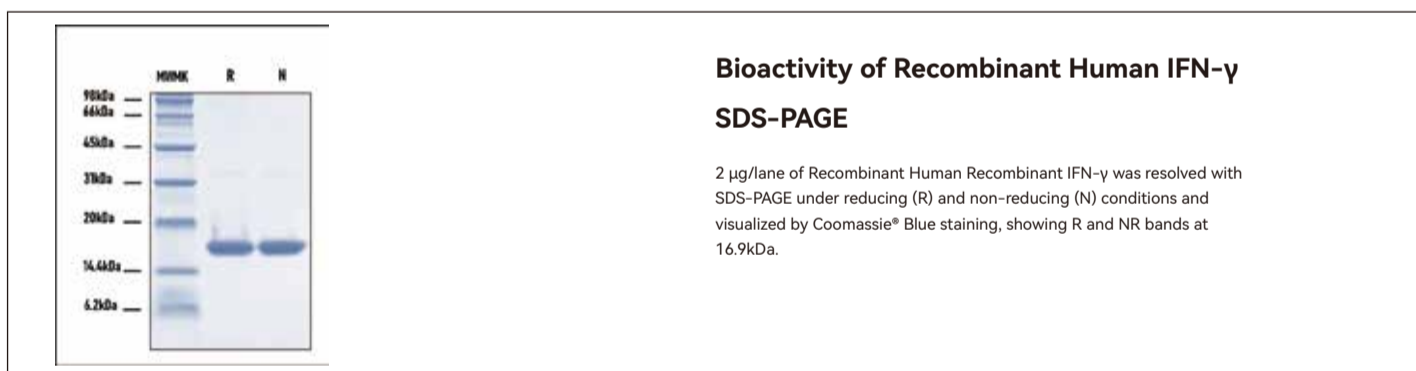 MWMK R N
98kDa
66kDa
45kDa
31kDa
20kDa
14.4kDa
6.2kDa
Bioactivity of Recombinant Human IFN-γ
SDS-PAGE
2 μg/lane of Recombinant Human Recombinant IFN-γ was resolved with
SDS-PAGE under reducing (R) and non-reducing (N) conditions and
visualized by Coomassie® Blue staining, showing R and NR bands at
16.9kDa.